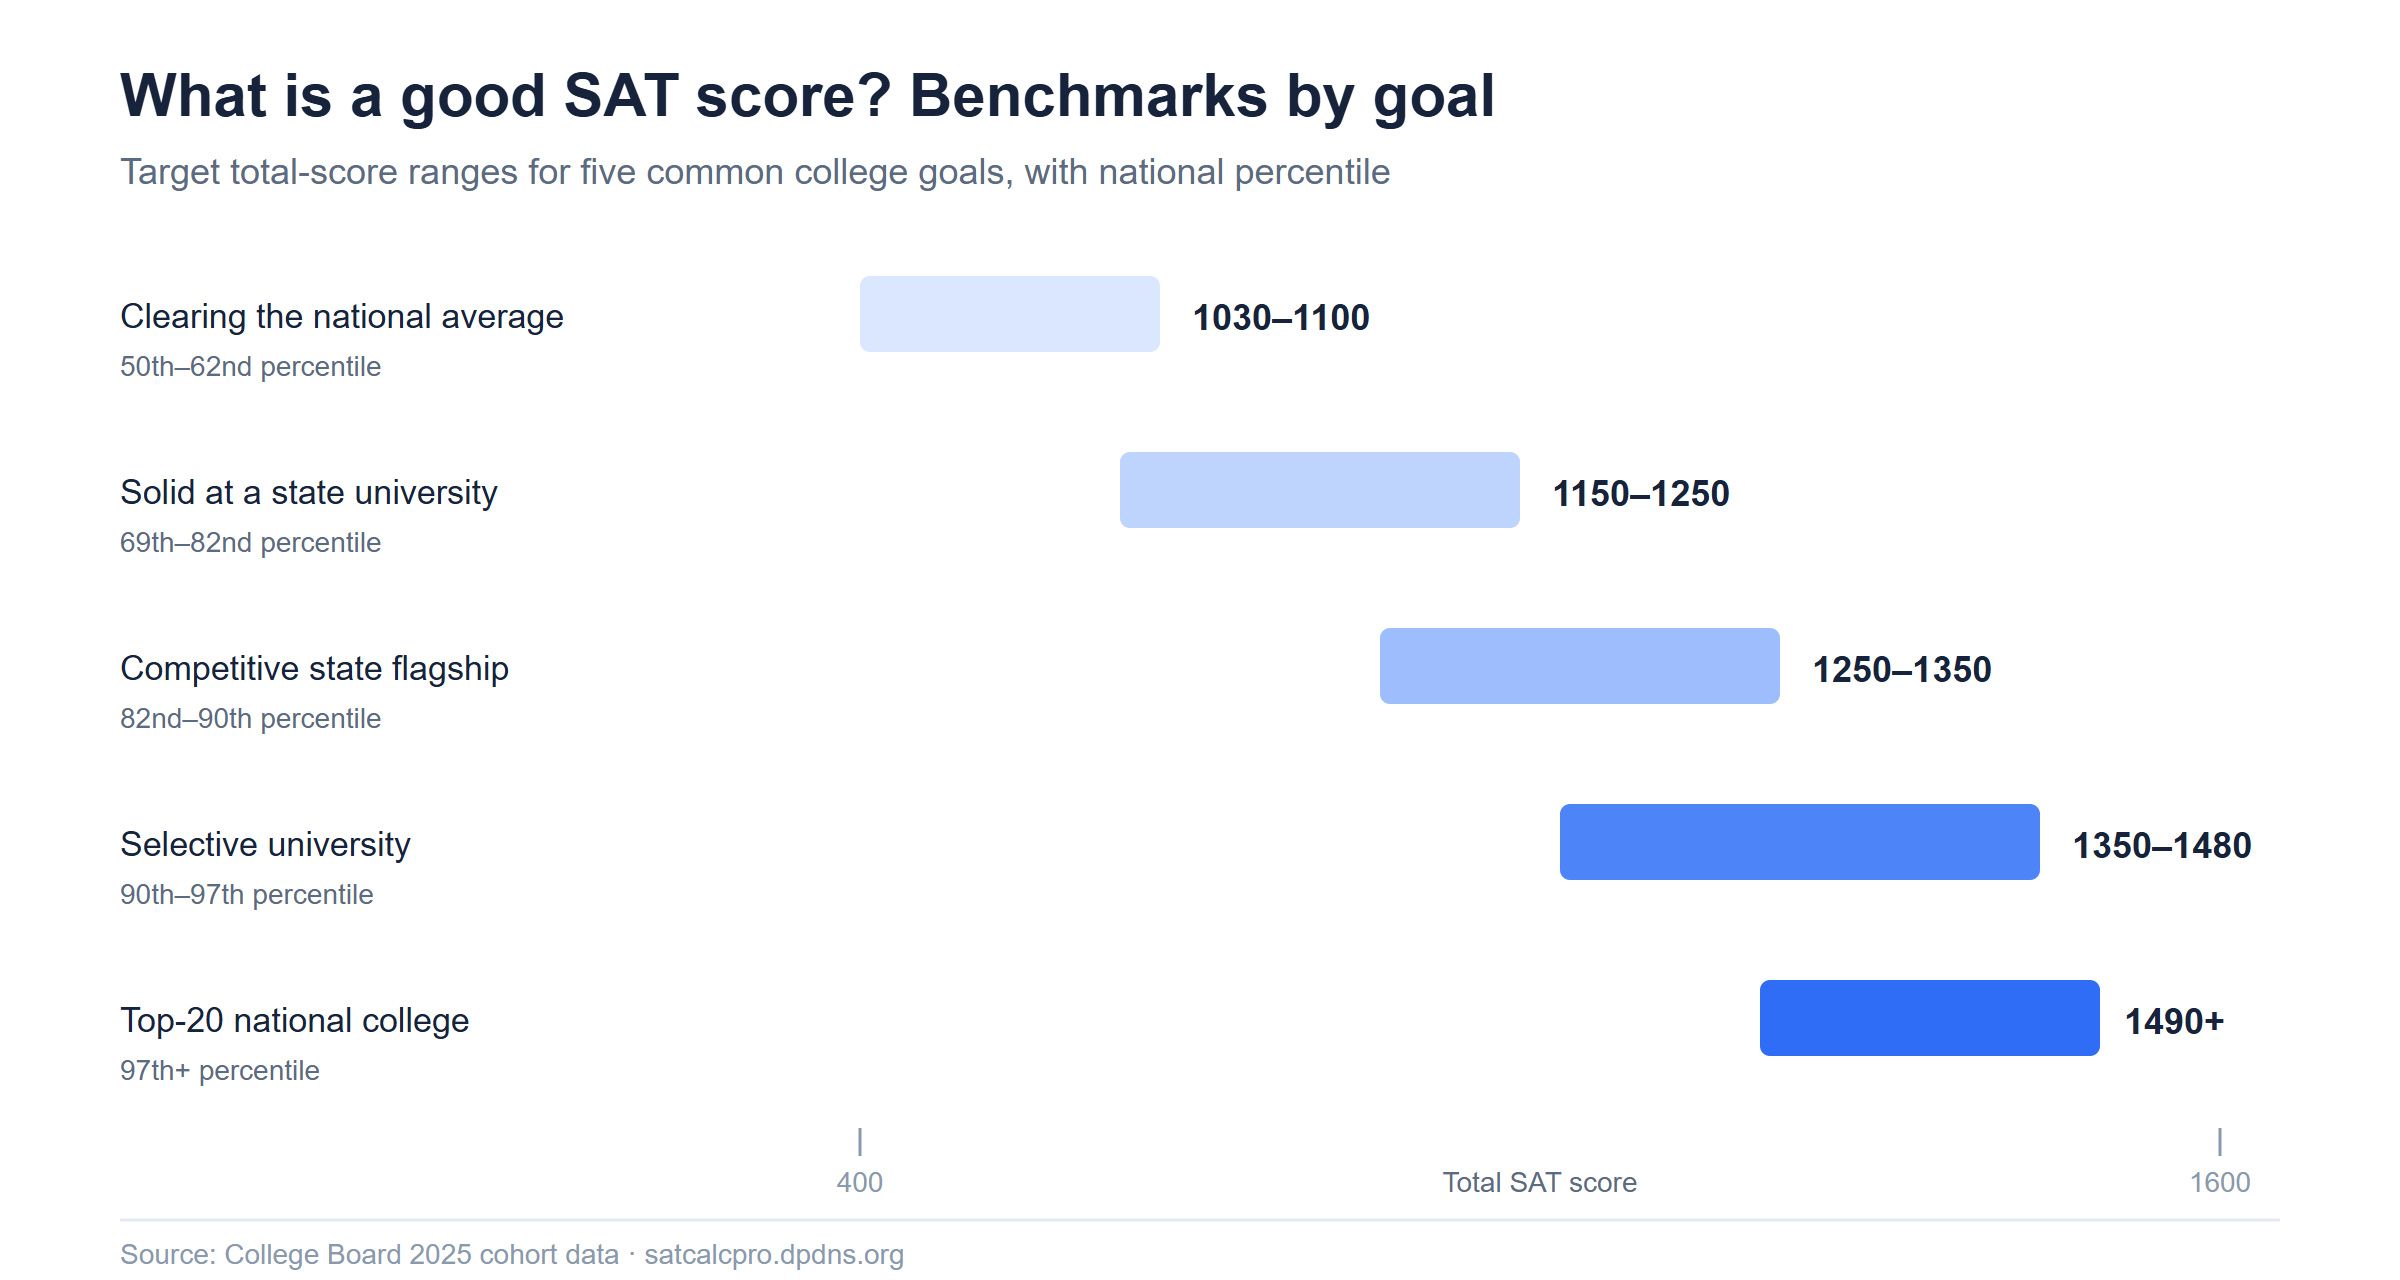 What is a good SAT score? Benchmarks by goal
Target total-score ranges for five common college goals, with national percentile
Clearing the national average
1030–1100
50th–62nd percentile
Solid at a state university
1150–1250
69th–82nd percentile
Competitive state flagship
1250–1350
82nd–90th percentile
Selective university
1350–1480
90th–97th percentile
Top-20 national college
1490+
97th+ percentile
400
Total SAT score
1600
Source: College Board 2025 cohort data · satcalcpro.dpdns.org